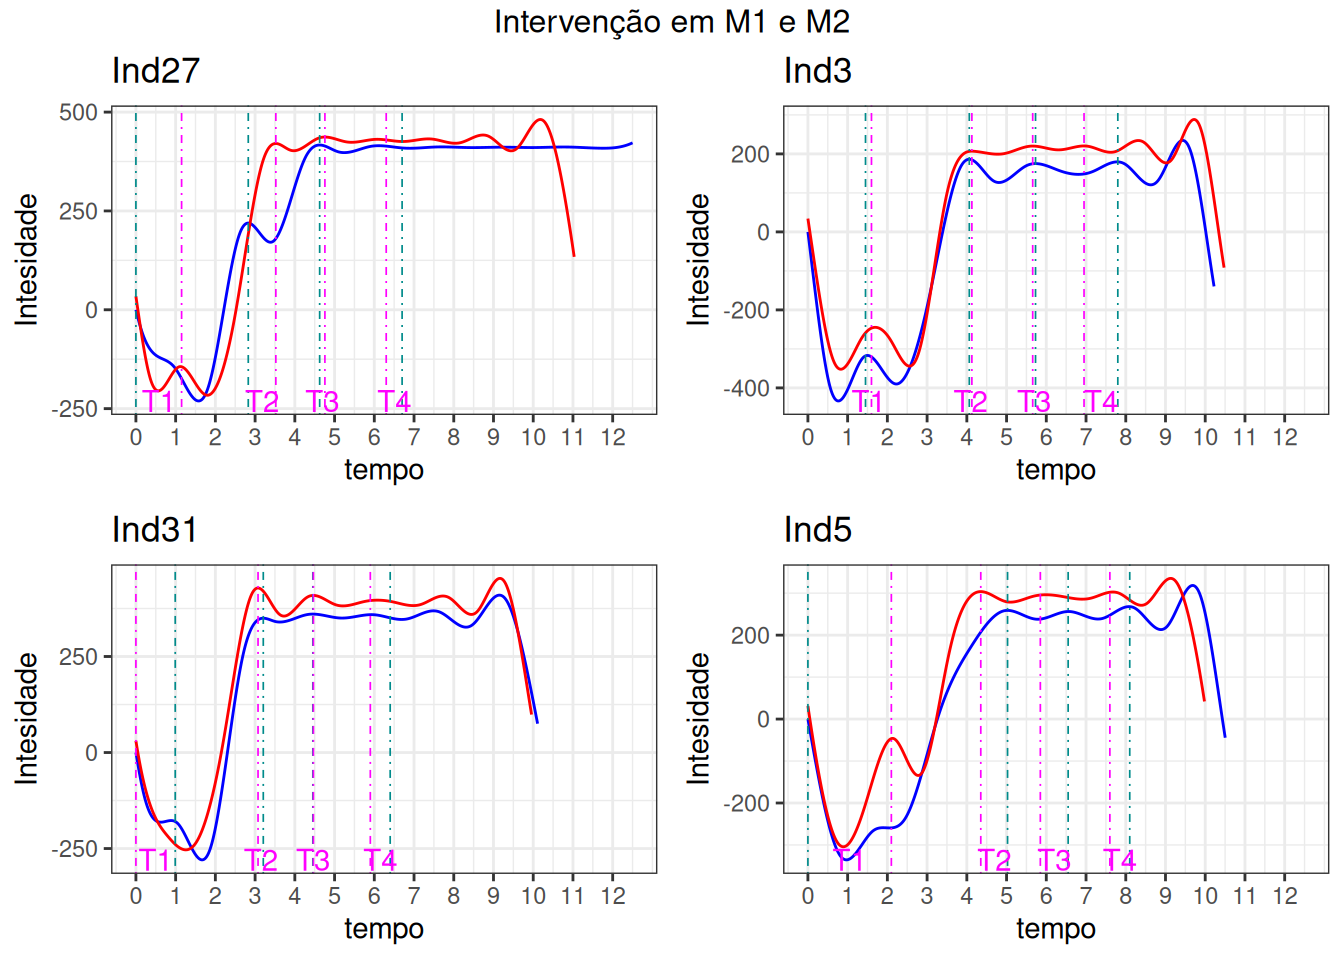 Intervenção em M1 e M2
Ind27
500
250
0
-250
Intesidade
T1 T2 T3 T4
0 1 2 3 4 5 6 7 8 9 10 11 12
tempo
Ind3
200
0
-200
-400
Intesidade
T1 T2 T3 T4
0 1 2 3 4 5 6 7 8 9 10 11 12
tempo
Ind31
250
0
-250
Intesidade
T1 T2 T3 T4
0 1 2 3 4 5 6 7 8 9 10 11 12
tempo
Ind5
200
0
-200
Intesidade
T1 T2 T3 T4
0 1 2 3 4 5 6 7 8 9 10 11 12
tempo